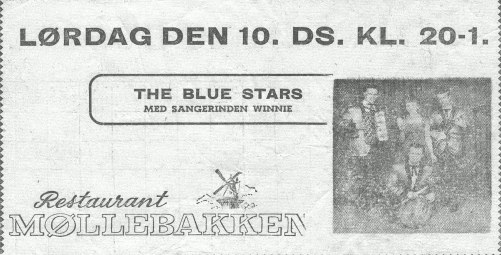 LØRDAG DEN 10. DS. KL. 20-1.
THE BLUE STARS
MED SANGERINDEN WINNIE
Restaurant
MØLLEBAKKEN